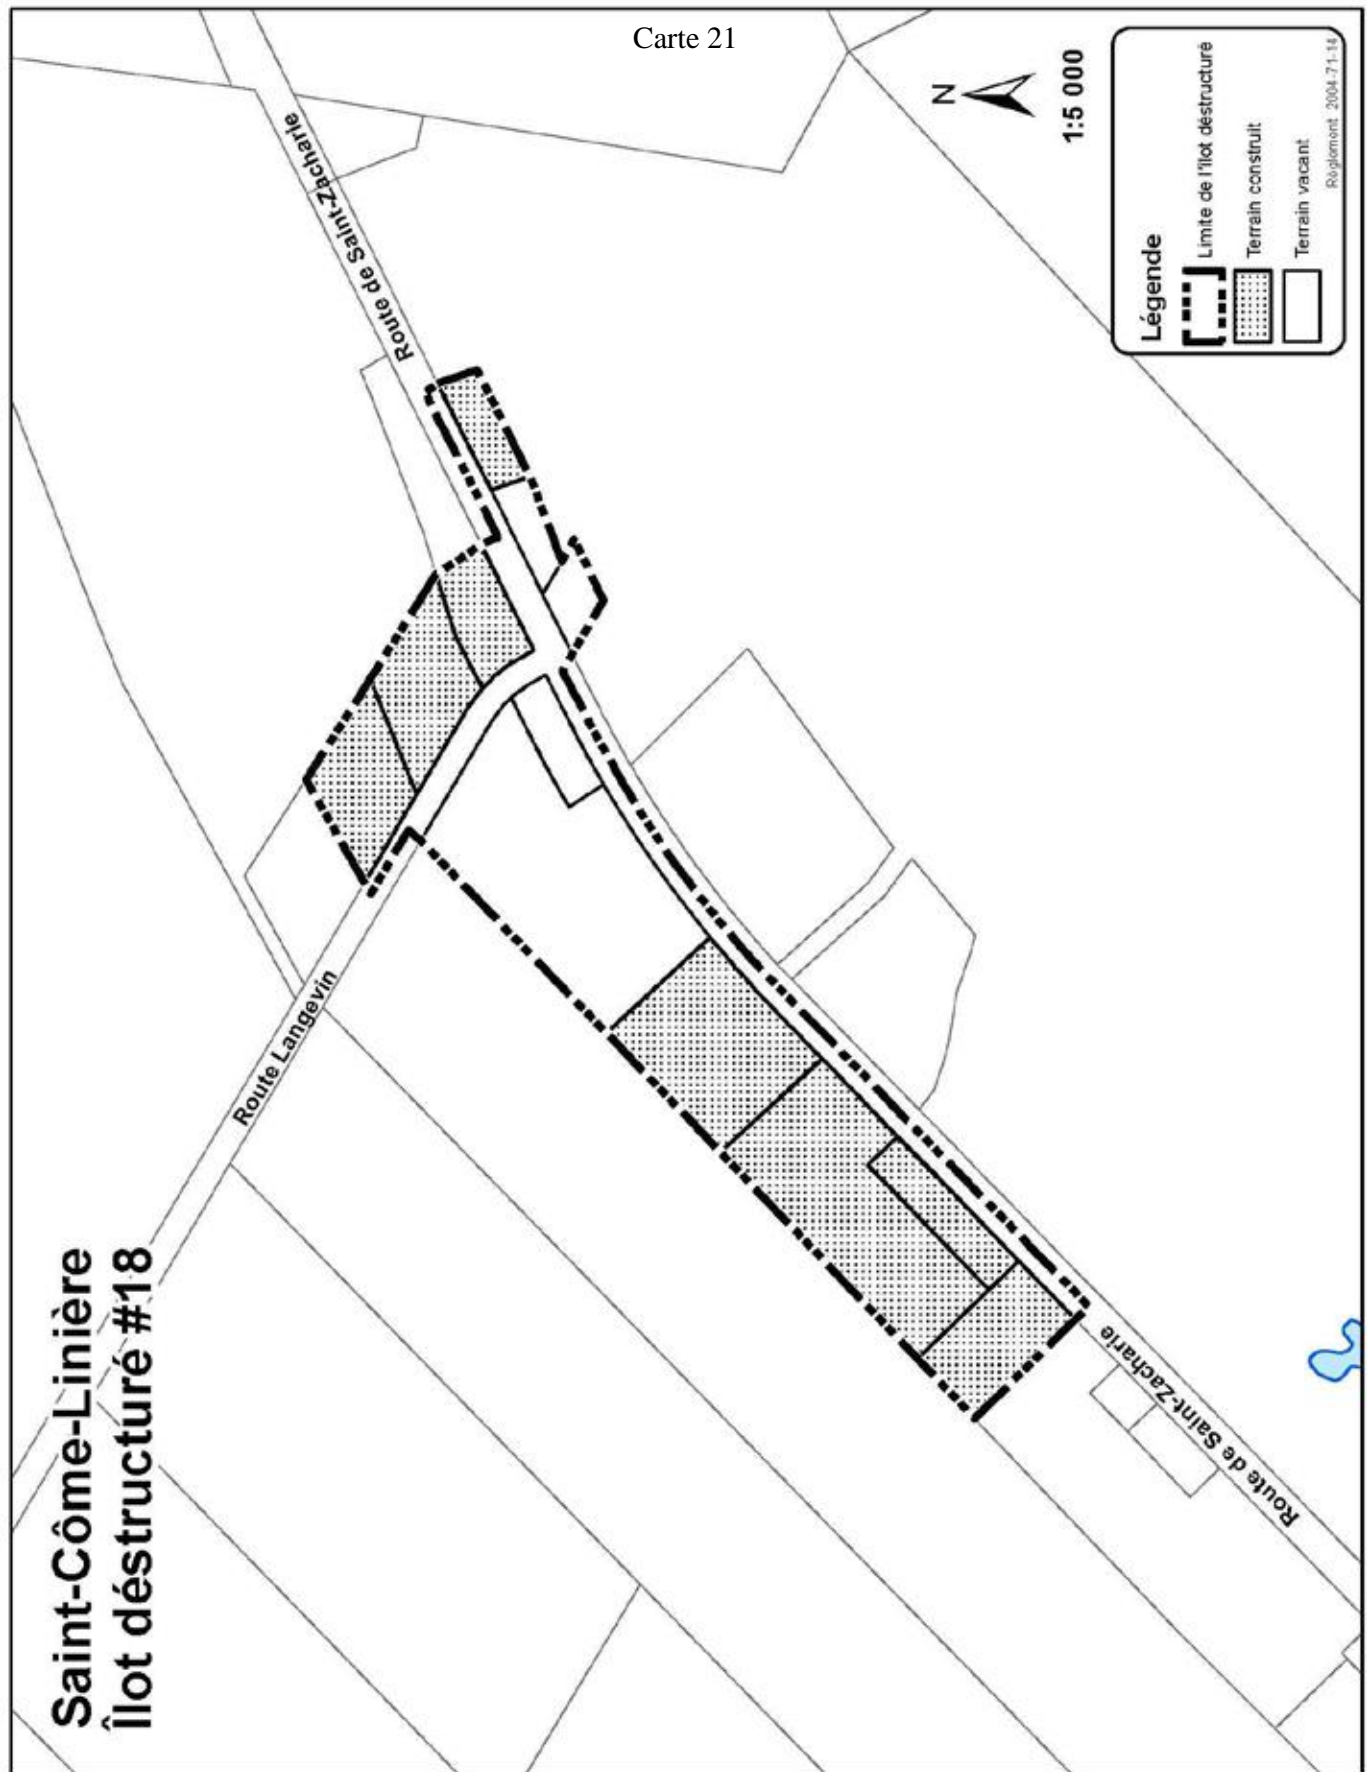 Carte 21
Saint-Côme-Linière
Îlot déstructuré #18
Route Langevin
Route de Saint-Zacharie
Route de Saint-Zacharie
N
1:5 000
Légende
Limite de l'îlot déstructuré
Terrain construit
Terrain vacant
Règlement 2004-71-14